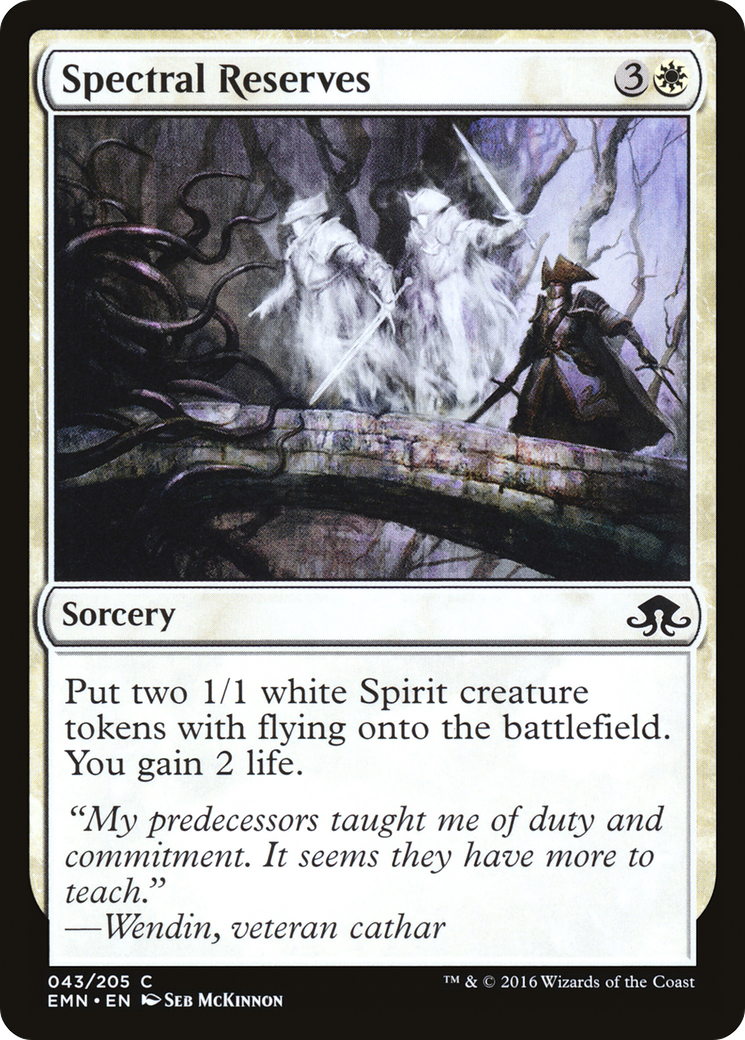 Spectral Reserves
3
Sorcery
Put two 1/1 white Spirit creature
tokens with flying onto the battlefield.
You gain 2 life.
“My predecessors taught me of duty and
commitment. It seems they have more to
teach.”
—Wendin, veteran cathar
043/205 C
™ & © 2016 Wizards of the Coast
EMN • EN Seb McKinnon